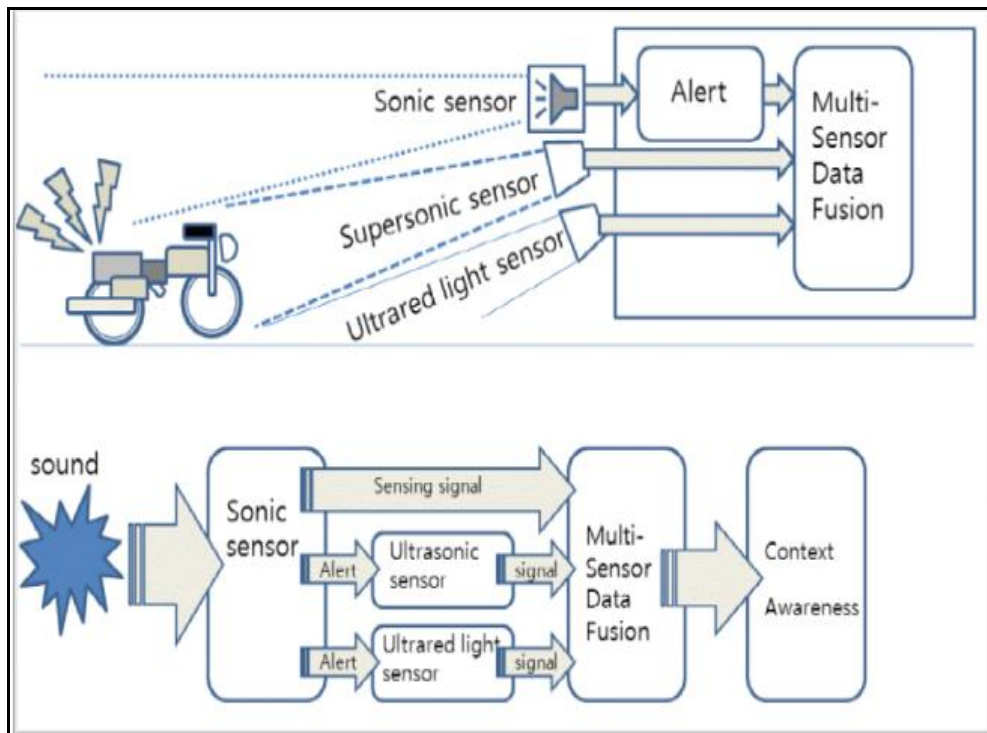 Sonic sensor
Alert
Multi-
Sensor
Data
Fusion
Supersonic sensor
Ultrared light sensor
sound
Sonic
sensor
Sensing signal
Alert
Ultrasonic
sensor
signal
Alert
Ultrared light
sensor
signal
Multi-
Sensor
Data
Fusion
Context
Awareness